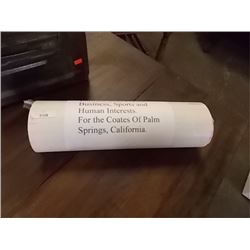 Business, Sports and
Human Interests.
For the Coates Of Palm
Springs, California.